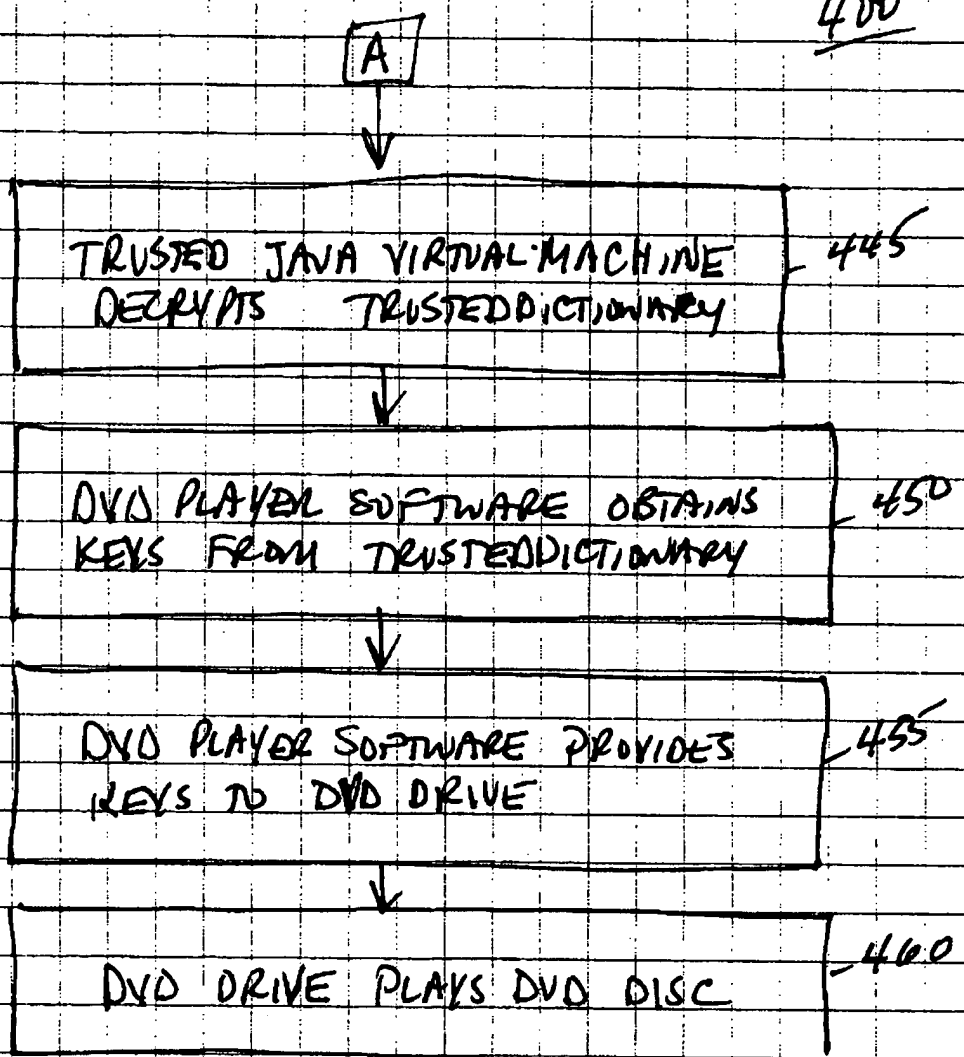 400
A
TRUSTED JAVA VIRTUAL MACHINE
DECRYPTS TRUSTEDDICTIONARY
445
DVD PLAYER SOFTWARE OBTAINS
KEYS FROM TRUSTEDDICTIONARY
450
DVD PLAYER SOFTWARE PROVIDES
KEYS TO DVD DRIVE
455
DVD DRIVE PLAYS DVD DISC
460